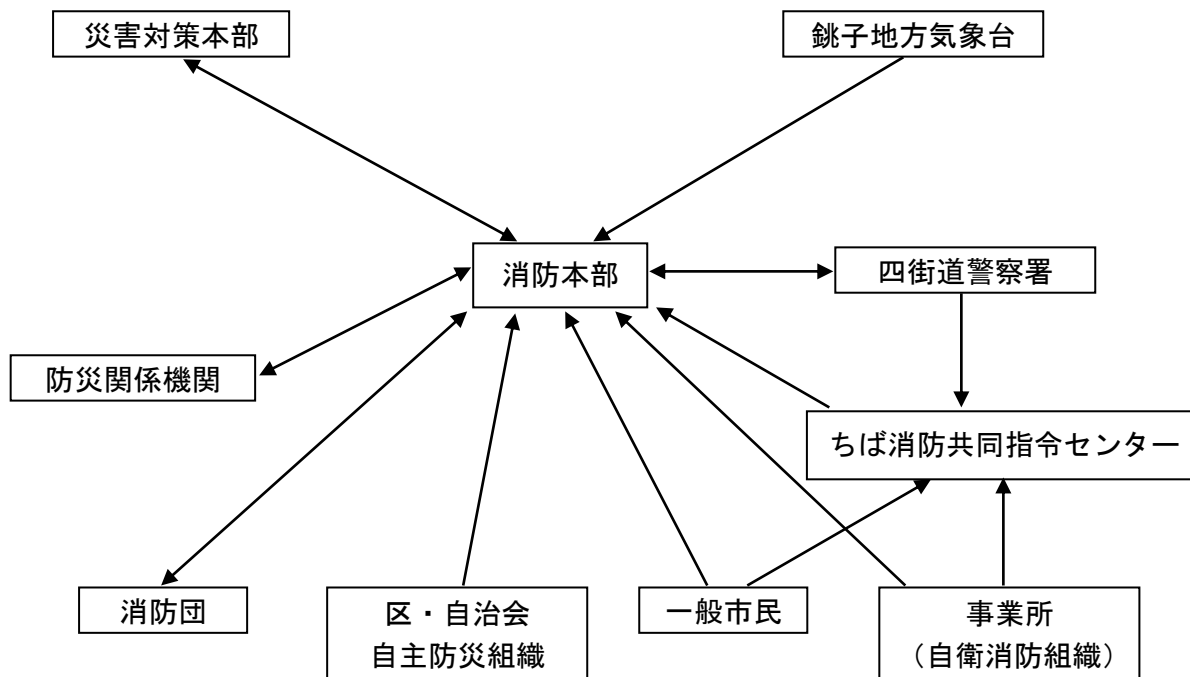 災害対策本部
銚子地方気象台
消防本部
四街道警察署
防災関係機関
ちば消防共同指令センター
消防団
区・自治会
自主防災組織
一般市民
事業所
（自衛消防組織）